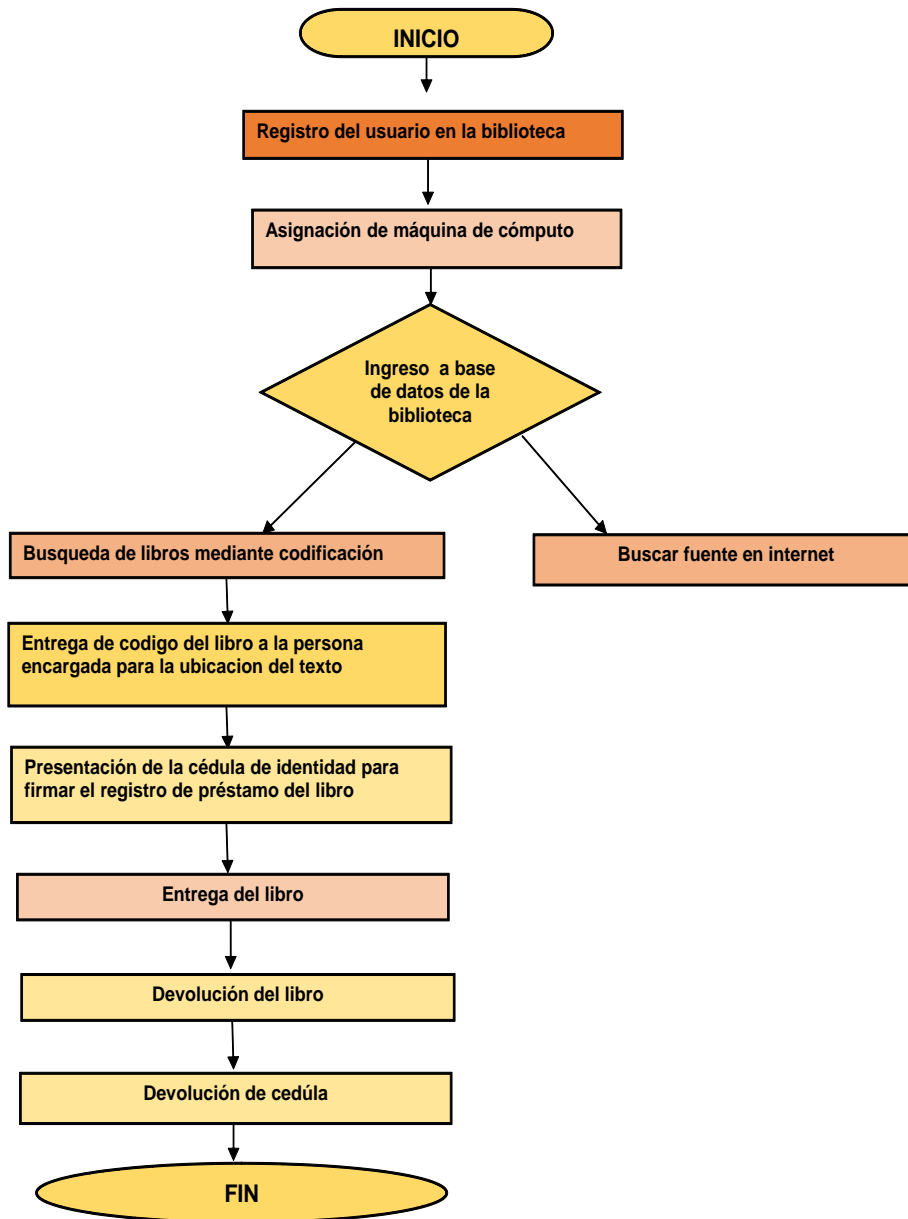 INICIO
Registro del usuario en la biblioteca
Asignación de máquina de cómputo
Ingreso a base
de datos de la
biblioteca
Busqueda de libros mediante codificación
Buscar fuente en internet
Entrega de codigo del libro a la persona
encargada para la ubicacion del texto
Presentación de la cédula de identidad para
firmar el registro de préstamo del libro
Entrega del libro
Devolución del libro
Devolución de cedúla
FIN